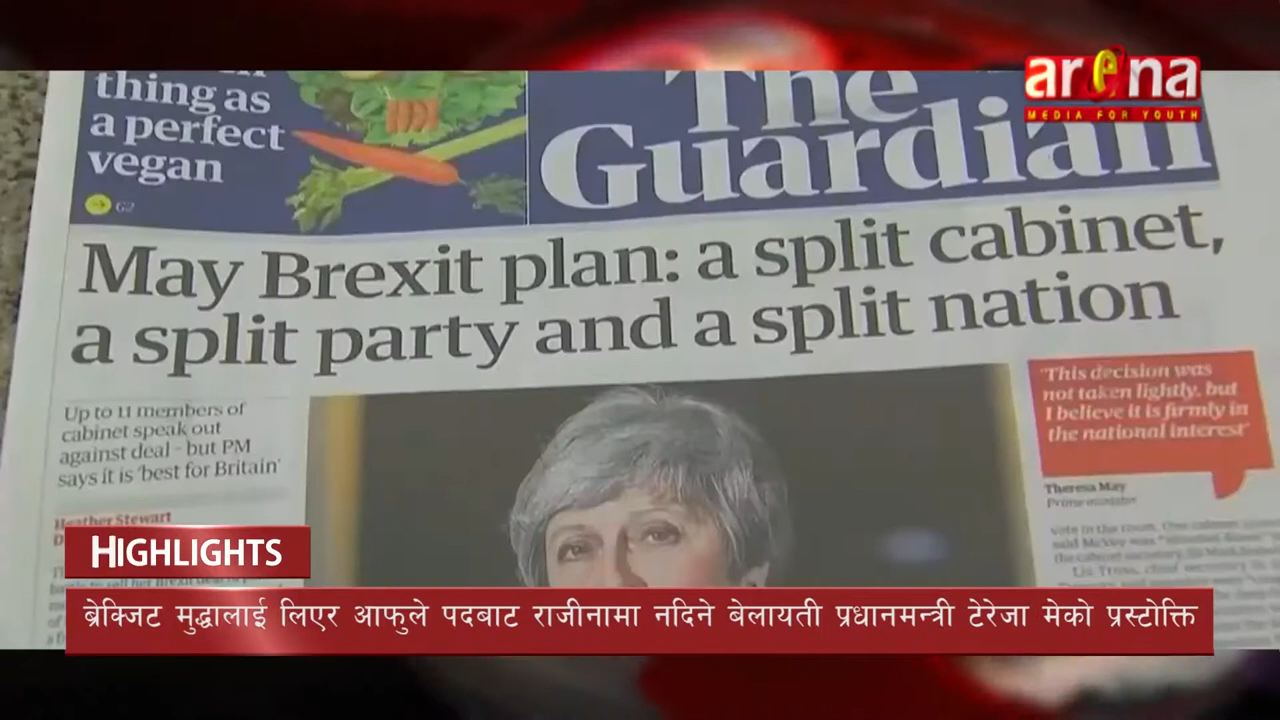 arena
MEDIA FOR YOUTH
thing as
a perfect
vegan
G2
The
Guardian
May Brexit plan: a split cabinet,
a split party and a split nation
Up to 11 members of
cabinet speak out
against deal - but PM
says it is 'best for Britain'
'This decision was
not taken lightly, but
I believe it is firmly in
the national interest'
Theresa May
Prime minister
Heather Stewart
HIGHLIGHTS
ब्रेक्जिट मुद्धालाई लिएर आफुले पदबाट राजीनामा नदिने बेलायती प्रधानमन्त्री टेरेजा मेको प्रस्टोक्ति